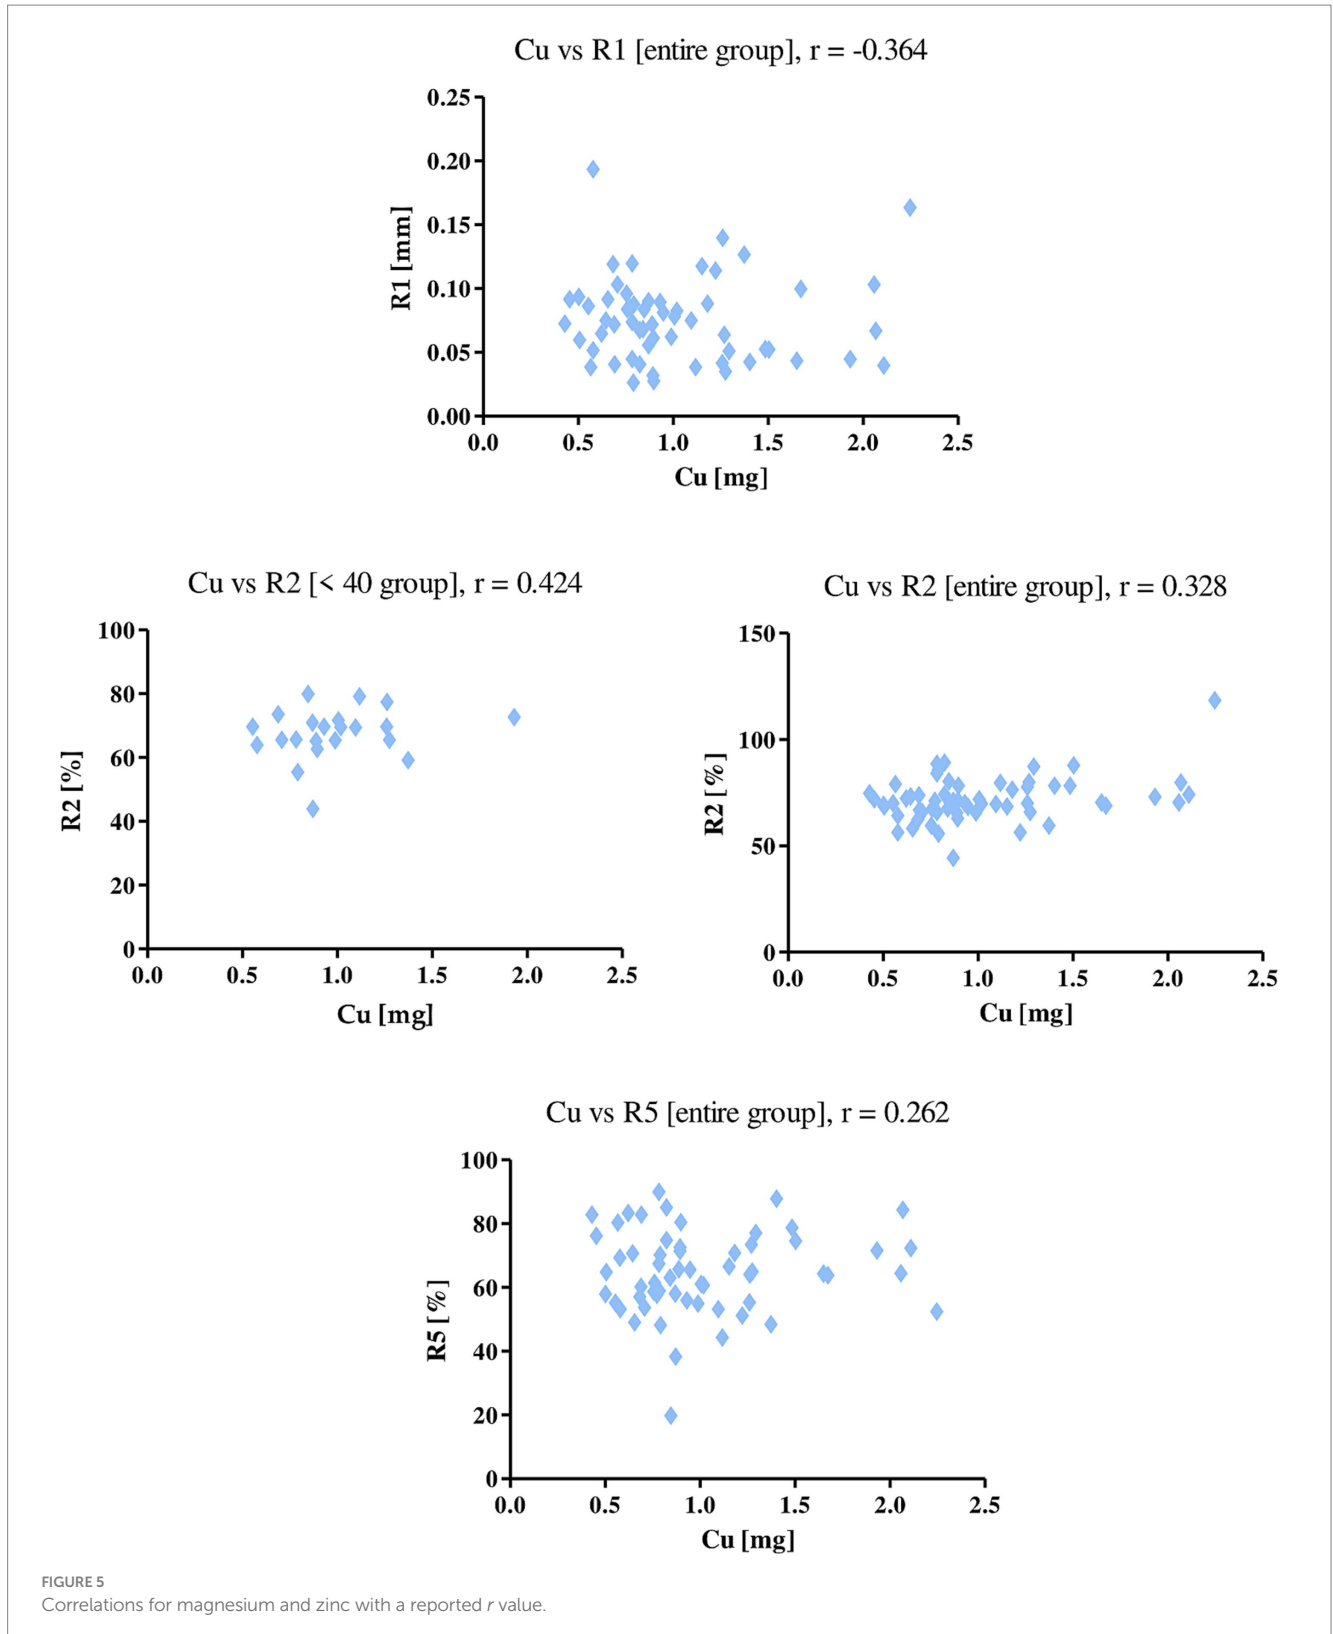 Cu vs R1 [entire group], r = -0.364
0.25
0.20
0.15
0.10
0.05
0.00
R1 [mm]
0.0 0.5 1.0 1.5 2.0 2.5
Cu [mg]
Cu vs R2 [< 40 group], r = 0.424
100
80
60
40
20
0
R2 [%]
0.0 0.5 1.0 1.5 2.0 2.5
Cu [mg]
Cu vs R2 [entire group], r = 0.328
150
100
50
0
R2 [%]
0.0 0.5 1.0 1.5 2.0 2.5
Cu [mg]
Cu vs R5 [entire group], r = 0.262
100
80
60
40
20
0
R5 [%]
0.0 0.5 1.0 1.5 2.0 2.5
Cu [mg]
FIGURE 5
Correlations for magnesium and zinc with a reported r value.